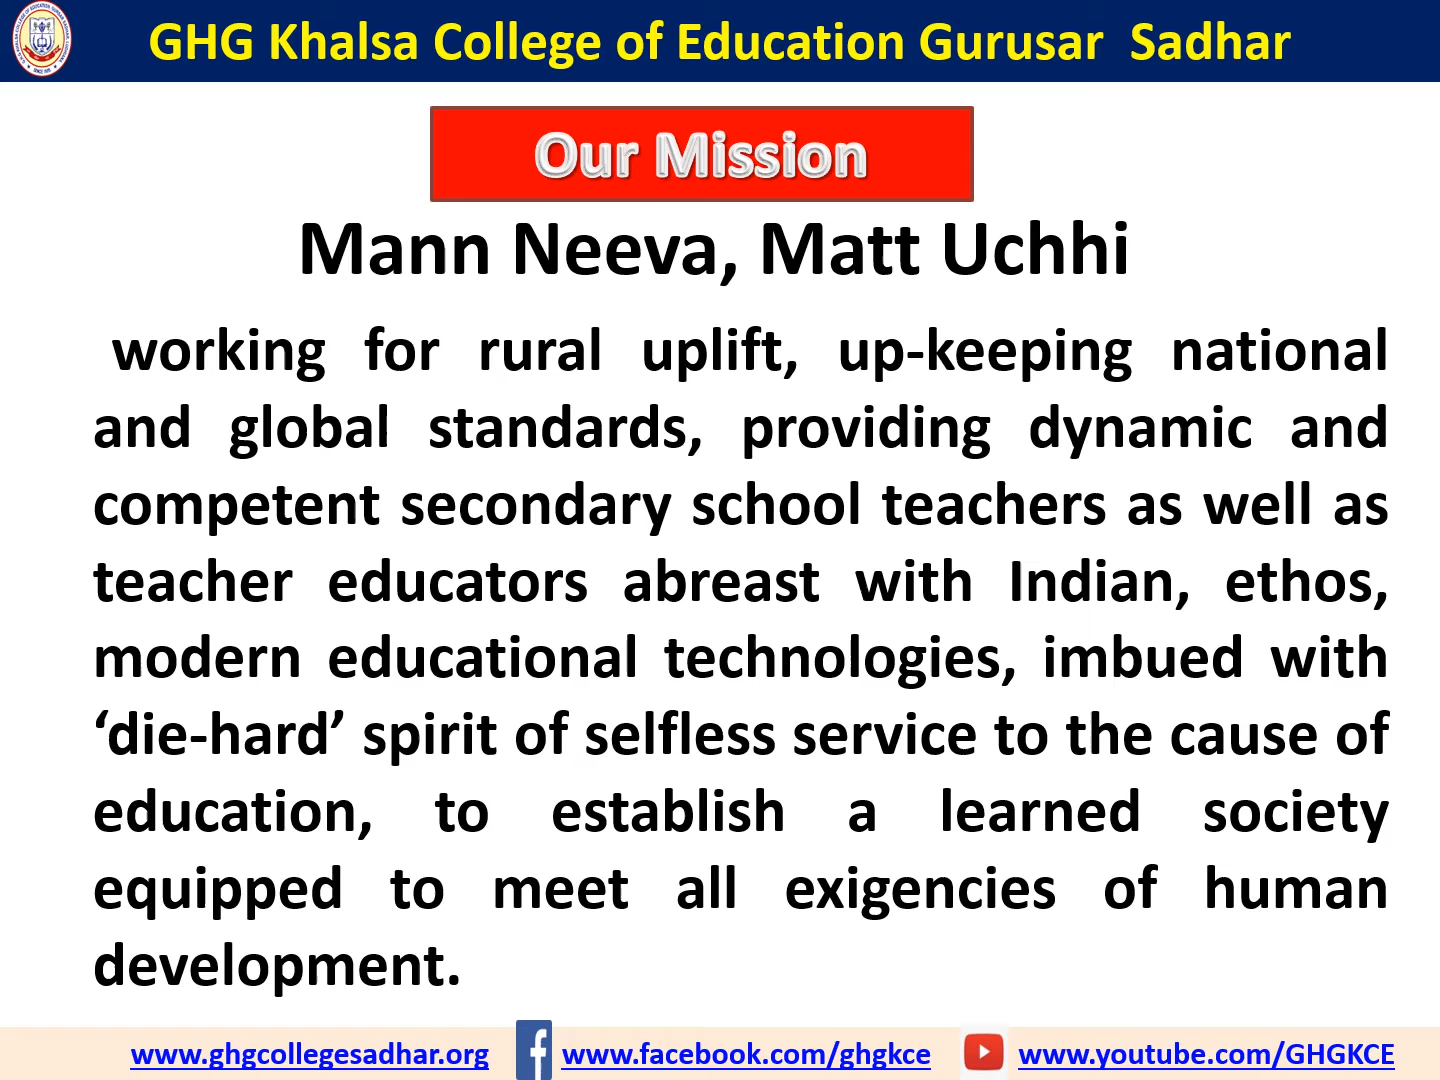 GHG Khalsa College of Education Gurusar Sadhar
Our Mission
Mann Neeva, Matt Uchhi
working for rural uplift, up-keeping national
and global standards, providing dynamic and
competent secondary school teachers as well as
teacher educators abreast with Indian, ethos,
modern educational technologies, imbued with
‘die-hard’ spirit of selfless service to the cause of
education, to establish a learned society
equipped to meet all exigencies of human
development.
www.ghgcollegesadhar.org
www.facebook.com/ghgkce
www.youtube.com/GHGKCE